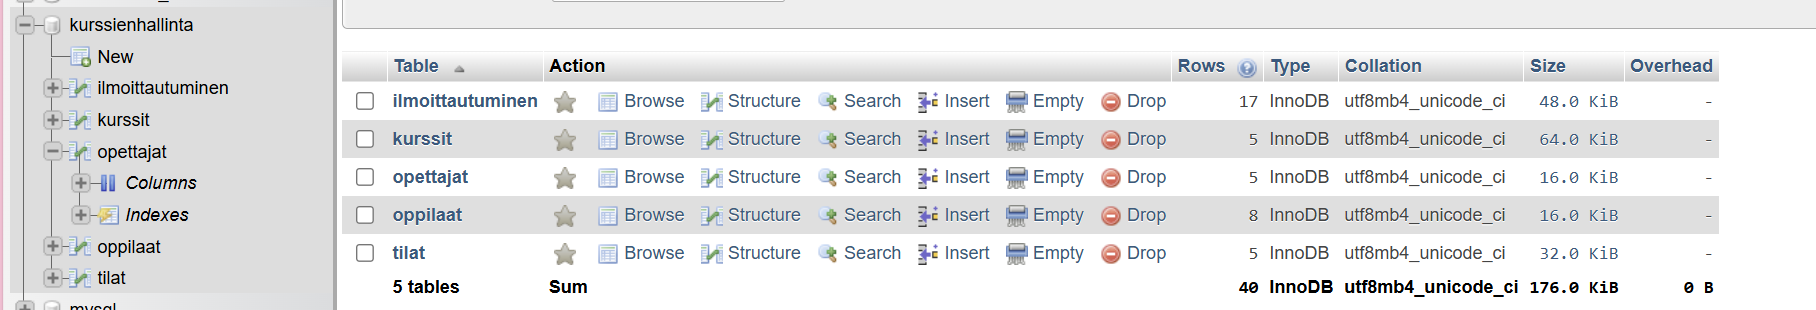 kurssienhallinta
New
ilmoittautuminen
kurssit
opettajat
Columns
Indexes
oppilaat
tilat
Table Action Rows Type Collation Size Overhead
ilmoittautuminen Browse Structure Search Insert Empty Drop 17 InnoDB utf8mb4_unicode_ci 48.0 KiB -
kurssit Browse Structure Search Insert Empty Drop 5 InnoDB utf8mb4_unicode_ci 64.0 KiB -
opettajat Browse Structure Search Insert Empty Drop 5 InnoDB utf8mb4_unicode_ci 16.0 KiB -
oppilaat Browse Structure Search Insert Empty Drop 8 InnoDB utf8mb4_unicode_ci 16.0 KiB -
tilat Browse Structure Search Insert Empty Drop 5 InnoDB utf8mb4_unicode_ci 32.0 KiB -
5 tables Sum 40 InnoDB utf8mb4_unicode_ci 176.0 KiB 0 B